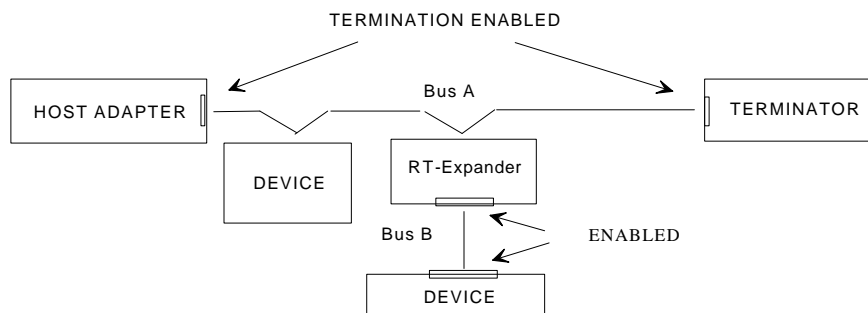 TERMINATION ENABLED
Bus A
HOST ADAPTER
TERMINATOR
DEVICE
RT-Expander
Bus B
ENABLED
DEVICE